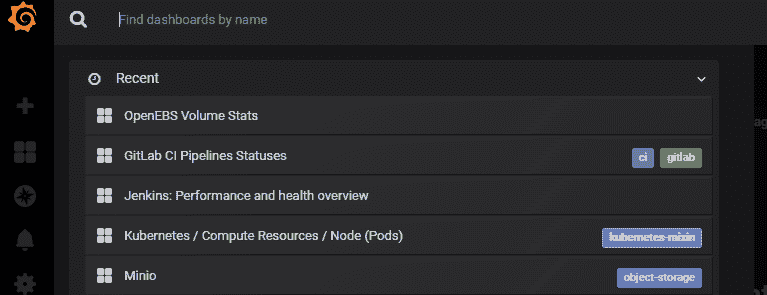 Find dashboards by name
Recent
OpenEBS Volume Stats
GitLab CI Pipelines Statuses ci gitlab
Jenkins: Performance and health overview
Kubernetes / Compute Resources / Node (Pods) kubernetes-mixin
Minio object-storage